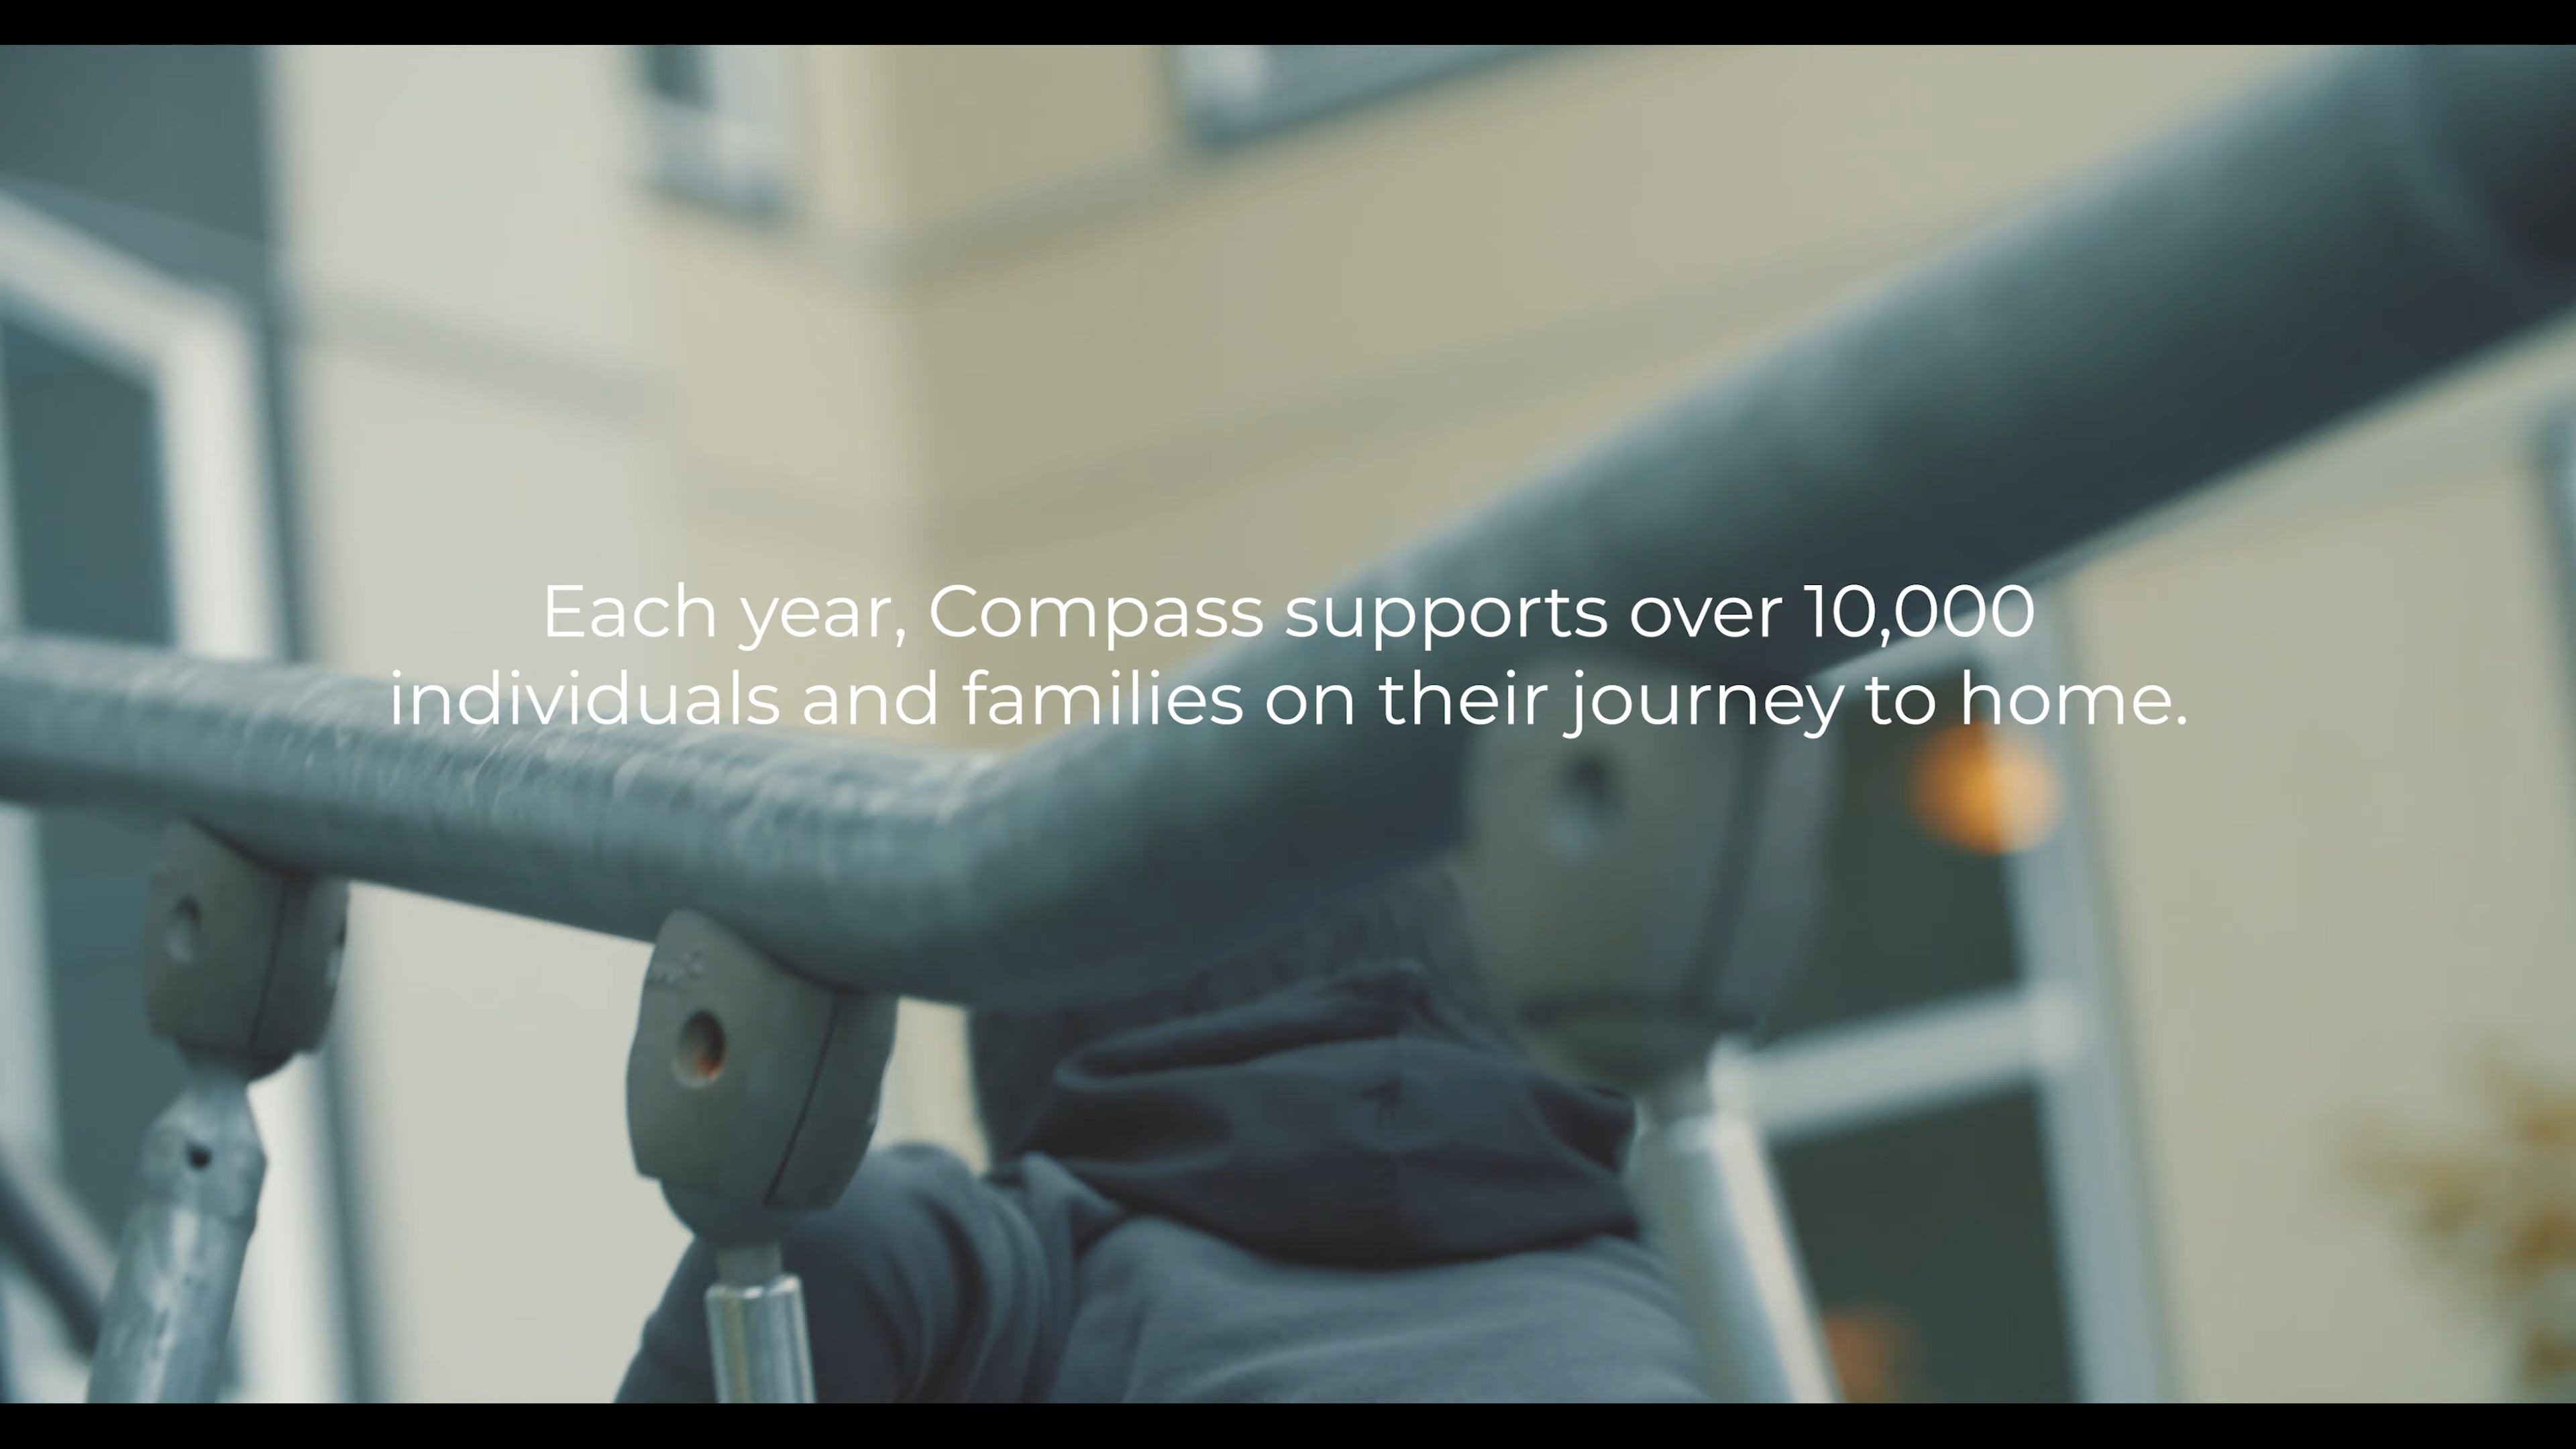 Each year, Compass supports over 10,000
individuals and families on their journey to home.